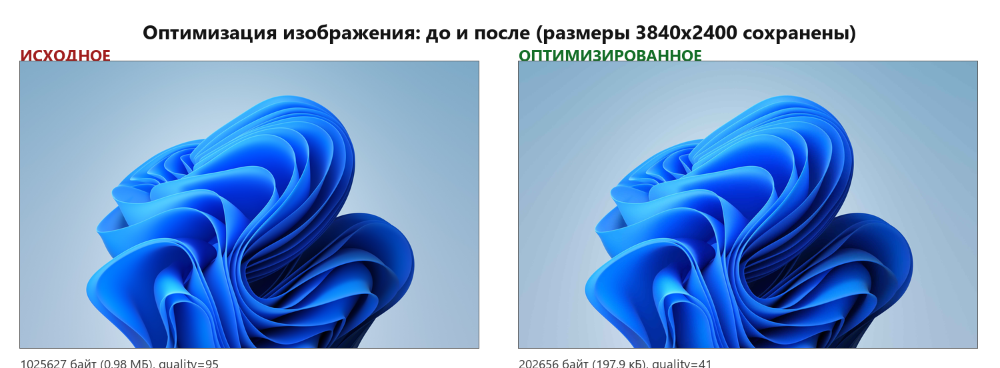 Оптимизация изображения: до и после (размеры 3840x2400 сохранены)
ИСХОДНОЕ
ОПТИМИЗИРОВАННОЕ
1025627 байт (0.98 МБ), quality=95
202656 байт (197.9 кБ), quality=41